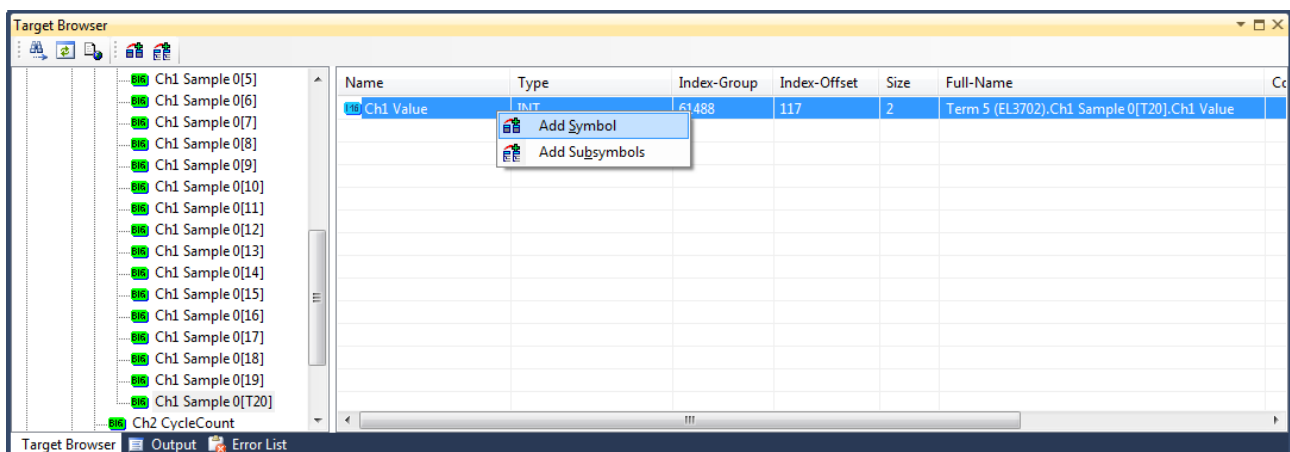 Target Browser
Ch1 Sample 0[5]
Ch1 Sample 0[6]
Ch1 Sample 0[7]
Ch1 Sample 0[8]
Ch1 Sample 0[9]
Ch1 Sample 0[10]
Ch1 Sample 0[11]
Ch1 Sample 0[12]
Ch1 Sample 0[13]
Ch1 Sample 0[14]
Ch1 Sample 0[15]
Ch1 Sample 0[16]
Ch1 Sample 0[17]
Ch1 Sample 0[18]
Ch1 Sample 0[19]
Ch1 Sample 0[T20]
Ch2 CycleCount
Name Type Index-Group Index-Offset Size Full-Name
Ch1 Value INT 61488 117 2 Term 5 (EL3702).Ch1 Sample 0[T20].Ch1 Value
Add Symbol
Add Subsymbols
Target Browser Output Error List